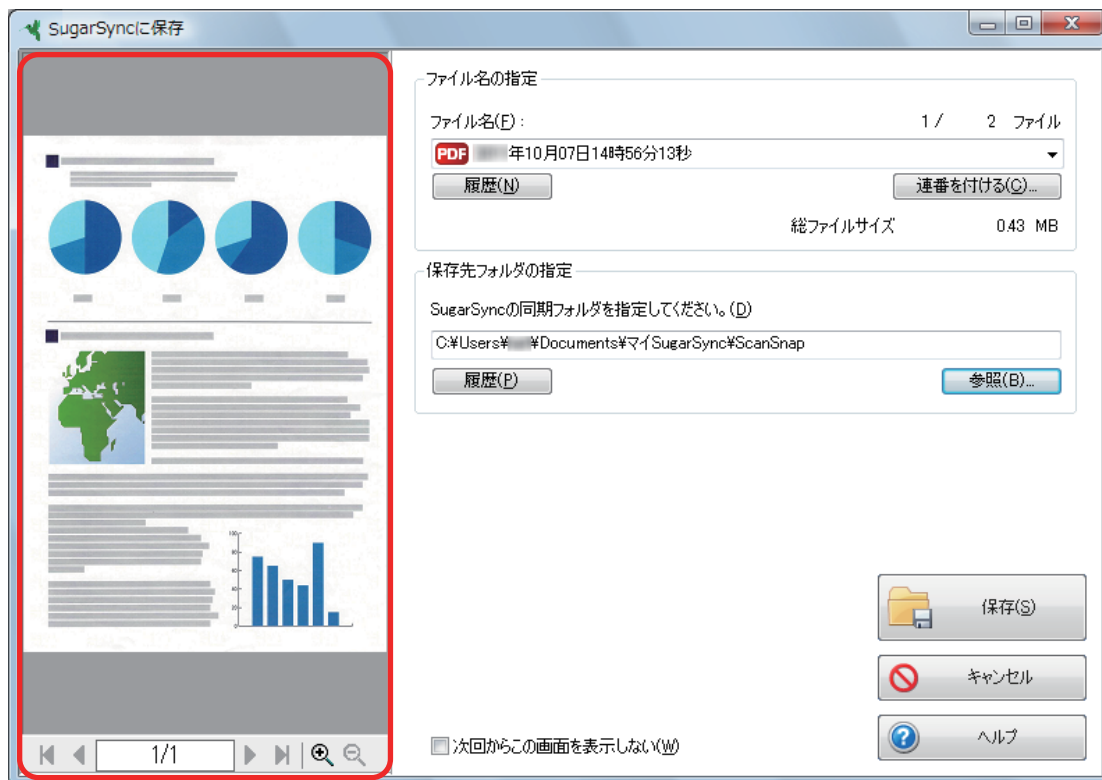 SugarSyncに保存
ファイル名の指定
ファイル名(F):
1 / 2 ファイル
PDF 年10月07日14時56分13秒
履歴(N)
連番を付ける(C)...
総ファイルサイズ 0.43 MB
保存先フォルダの指定
SugarSyncの同期フォルダを指定してください。(D)
C:¥Users¥ ¥Documents¥マイSugarSync¥ScanSnap
履歴(P)
参照(B)...
100
80
60
40
20
0
保存(S)
キャンセル
ヘルプ
次回からこの画面を表示しない(W)
1/1